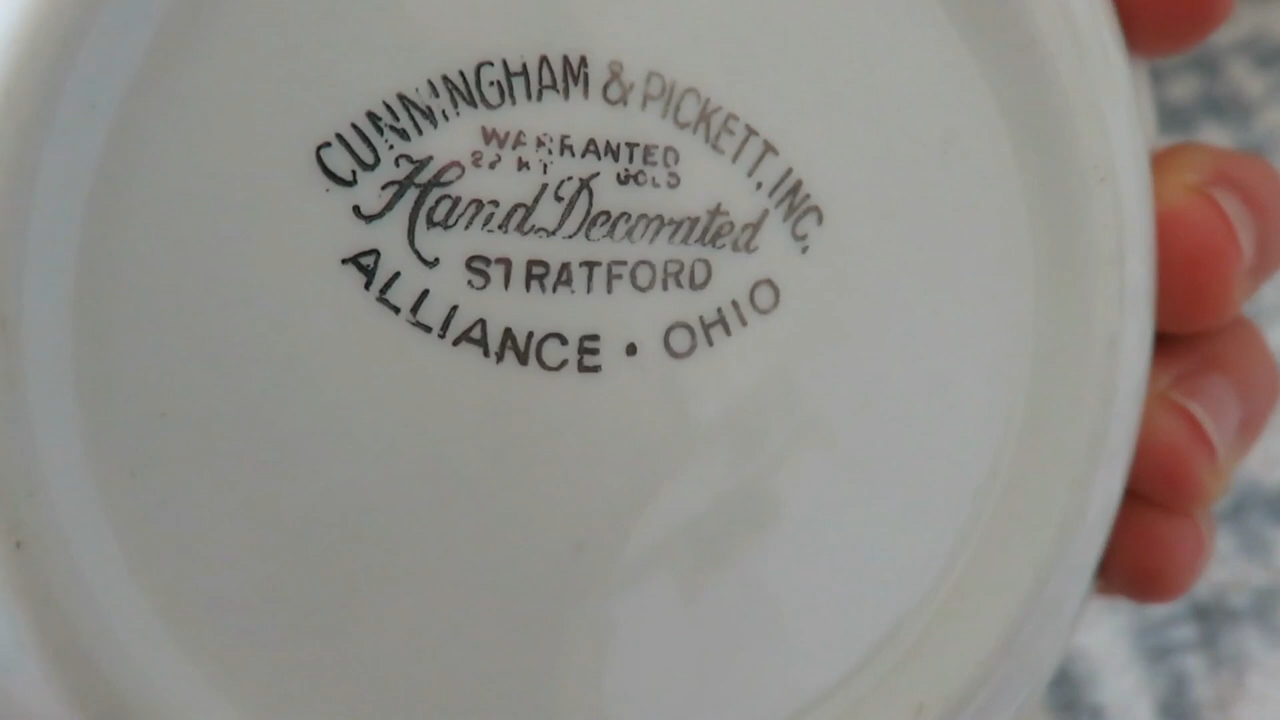 CUNNINGHAM & PICKETT, INC.
WARRANTED
22 KT GOLD
Hand Decorated
STRATFORD
ALLIANCE • OHIO